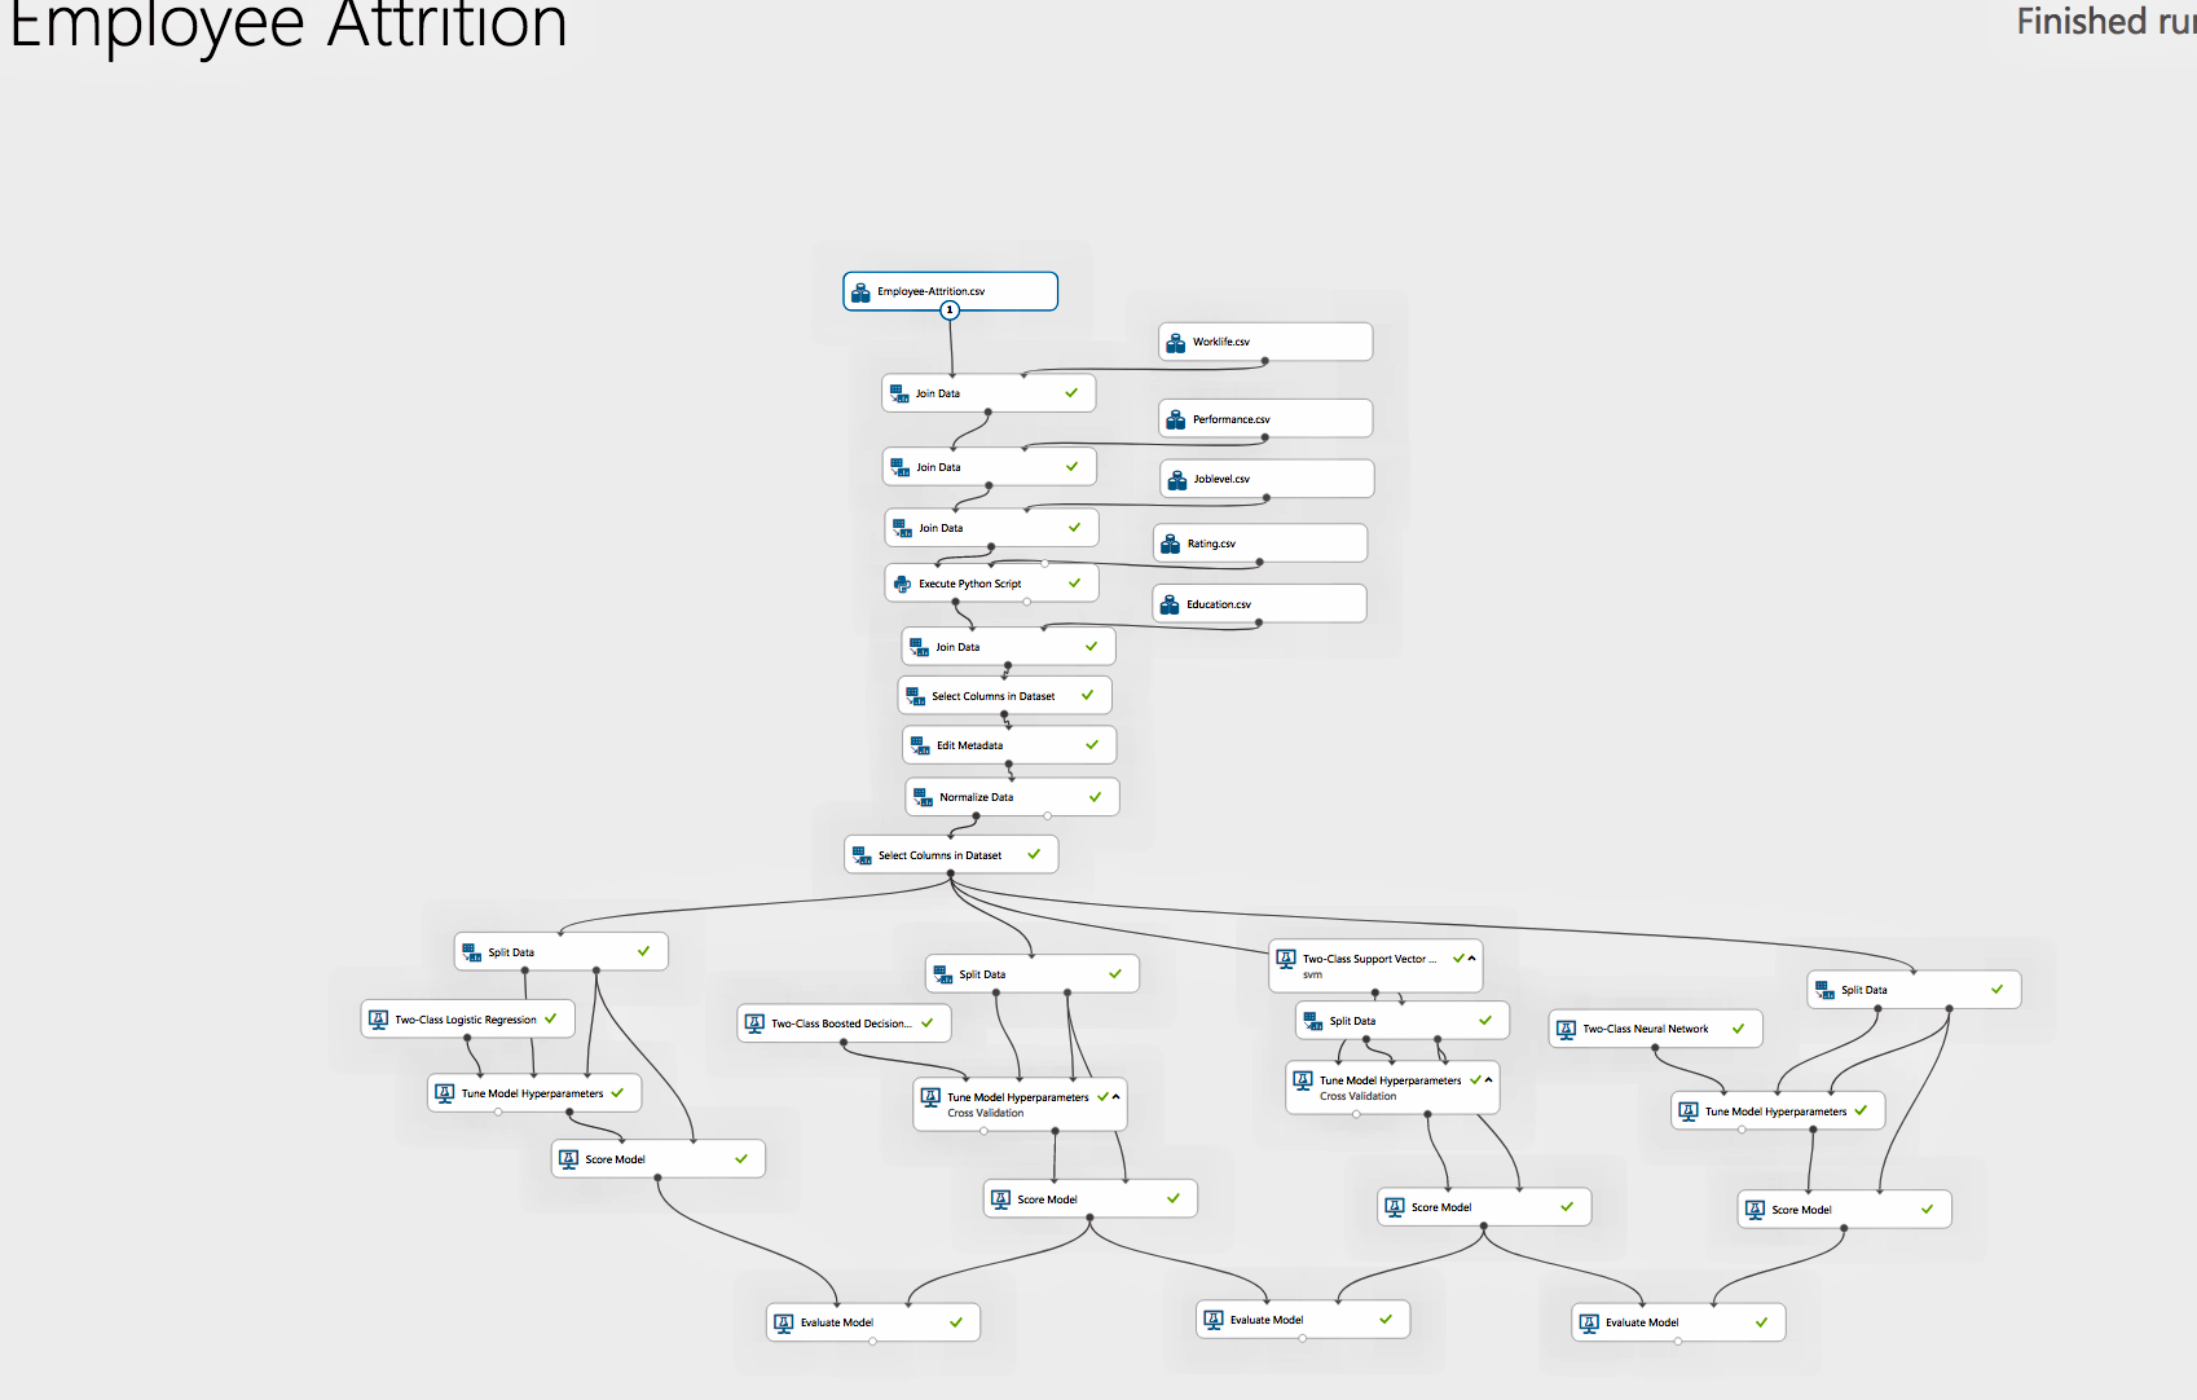 Employee Attrition
Finished ru
Employee-Attrition.csv
1
Worklife.csv
Join Data
Performance.csv
Join Data
Joblevel.csv
Join Data
Rating.csv
Execute Python Script
Education.csv
Join Data
Select Columns in Dataset
Edit Metadata
Normalize Data
Select Columns in Dataset
Split Data
Two-Class Logistic Regression
Tune Model Hyperparameters
Score Model
Split Data
Two-Class Boosted Decision...
Tune Model Hyperparameters
Cross Validation
Score Model
Two-Class Support Vector ...
svm
Split Data
Tune Model Hyperparameters
Cross Validation
Score Model
Split Data
Two-Class Neural Network
Tune Model Hyperparameters
Score Model
Evaluate Model
Evaluate Model
Evaluate Model